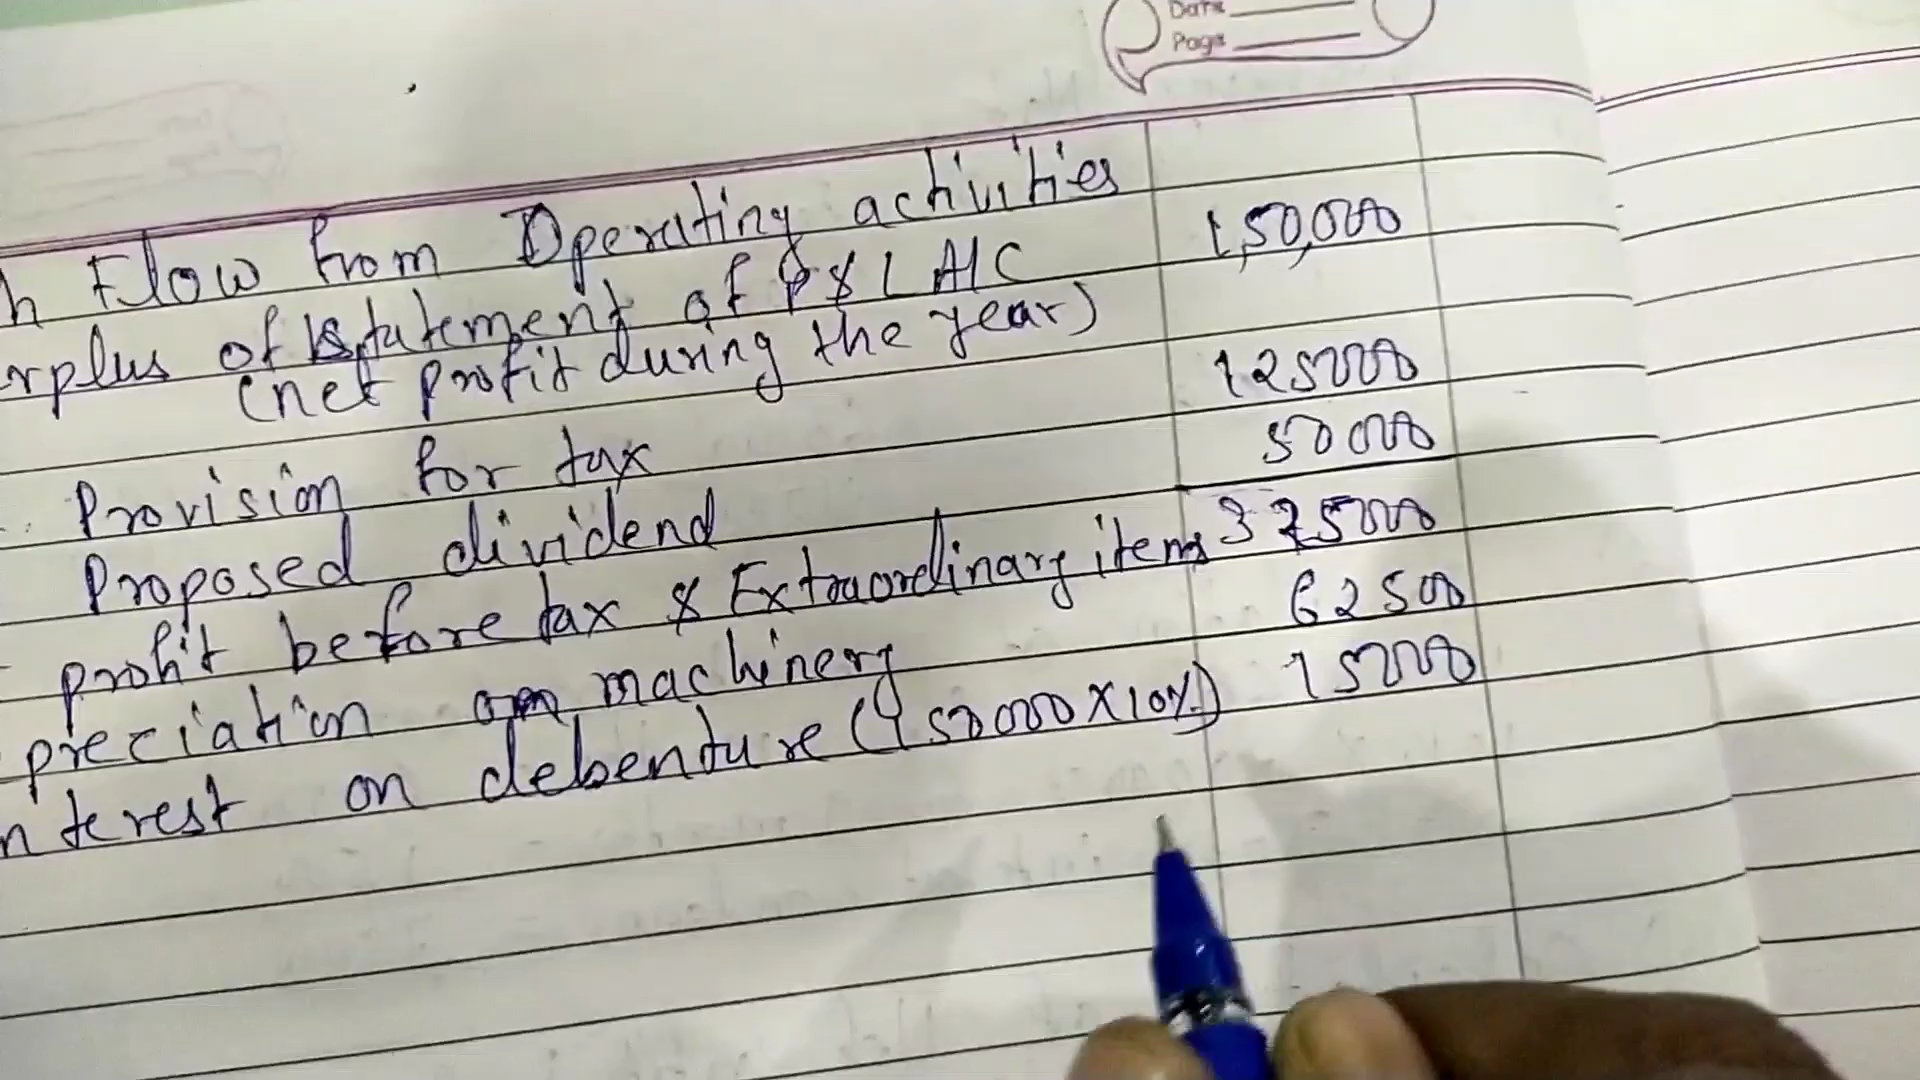 Date
Page
h Flow from Operating activities
rplus of statement of P & L A/C 1,50,000
(net profit during the year)
Provision for tax 125000
Proposed dividend 50000
profit before tax & Extraordinary items 325000
preciation on machinery 62500
nterest on debenture (150000 X 10%) 15000